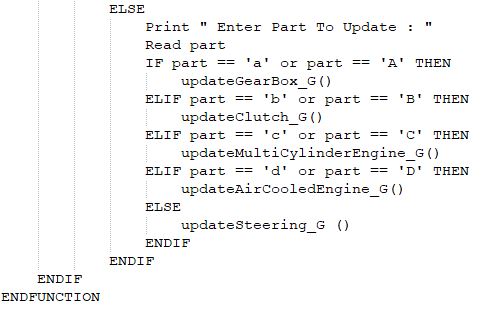 ELSE
Print " Enter Part To Update : "
Read part
IF part == 'a' or part == 'A' THEN
updateGearBox_G()
ELIF part == 'b' or part == 'B' THEN
updateClutch_G()
ELIF part == 'c' or part == 'C' THEN
updateMultiCylinderEngine_G()
ELIF part == 'd' or part == 'D' THEN
updateAirCooledEngine_G()
ELSE
updateSteering_G ()
ENDIF
ENDIF
ENDIF
ENDFUNCTION